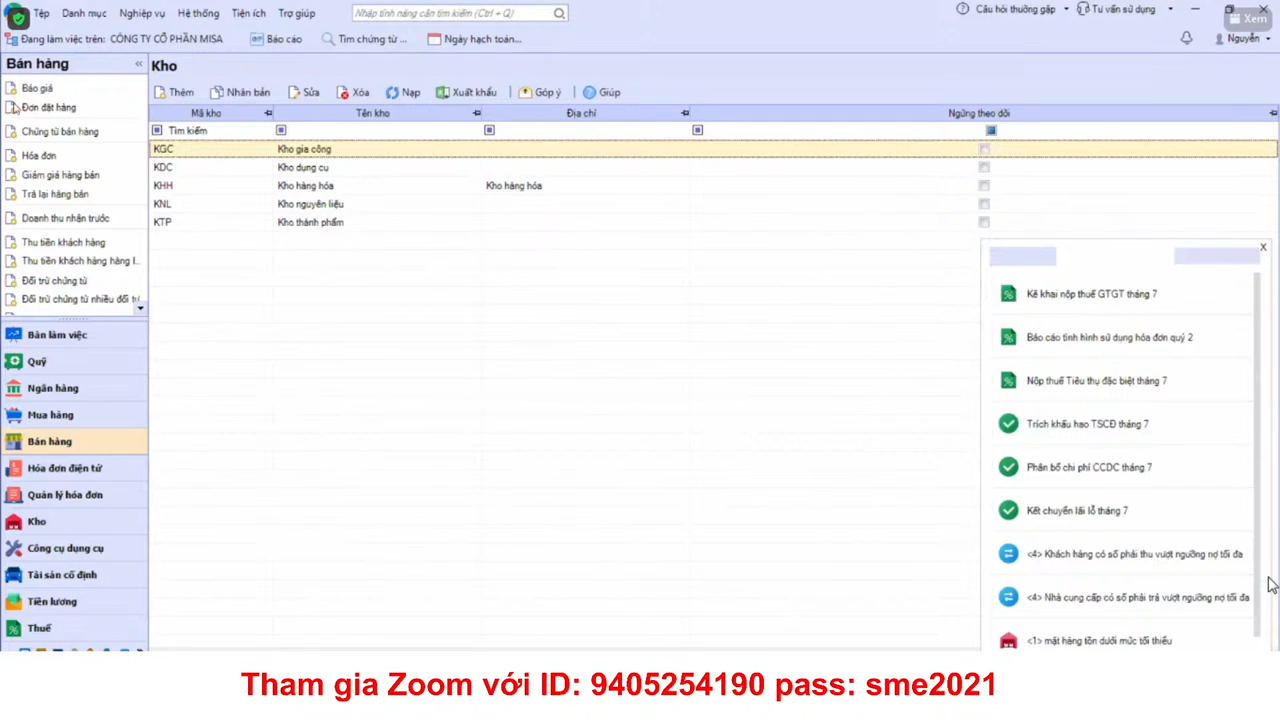 Tệp Danh mục Nghiệp vụ Hệ thống Tiện ích Trợ giúp Nhập tính năng cần tìm kiếm (Ctrl + Q) Câu hỏi thường gặp Tư vấn sử dụng
Xem
Đang làm việc trên: CÔNG TY CỔ PHẦN MISA Báo cáo Tìm chứng từ ... Ngày hạch toán... Nguyễn
Bán hàng «
Kho
Báo giá
Đơn đặt hàng
Chứng từ bán hàng
Hóa đơn
Giảm giá hàng bán
Trả lại hàng bán
Doanh thu nhận trước
Thu tiền khách hàng
Thu tiền khách hàng hàng l...
Đối trừ chứng từ
Đối trừ chứng từ nhiều đối tư
Bàn làm việc
Quỹ
Ngân hàng
Mua hàng
Bán hàng
Hóa đơn điện tử
Quản lý hóa đơn
Kho
Công cụ dụng cụ
Tài sản cố định
Tiền lương
Thuế
Thêm Nhân bản Sửa Xóa Nạp Xuất khẩu Góp ý Giúp
Mã kho Tên kho Địa chỉ Ngừng theo dõi
Tìm kiếm
KGC Kho gia công
KDC Kho dụng cụ
KHH Kho hàng hóa Kho hàng hóa
KNL Kho nguyên liệu
KTP Kho thành phẩm
X
Kê khai nộp thuế GTGT tháng 7
Báo cáo tình hình sử dụng hóa đơn quý 2
Nộp thuế Tiêu thụ đặc biệt tháng 7
Trích khấu hao TSCĐ tháng 7
Phân bổ chi phí CCDC tháng 7
Kết chuyển lãi lỗ tháng 7
<4> Khách hàng có số phải thu vượt ngưỡng nợ tối đa
<4> Nhà cung cấp có số phải trả vượt ngưỡng nợ tối đa
<1> mặt hàng tồn dưới mức tối thiểu
Tham gia Zoom với ID: 9405254190 pass: sme2021